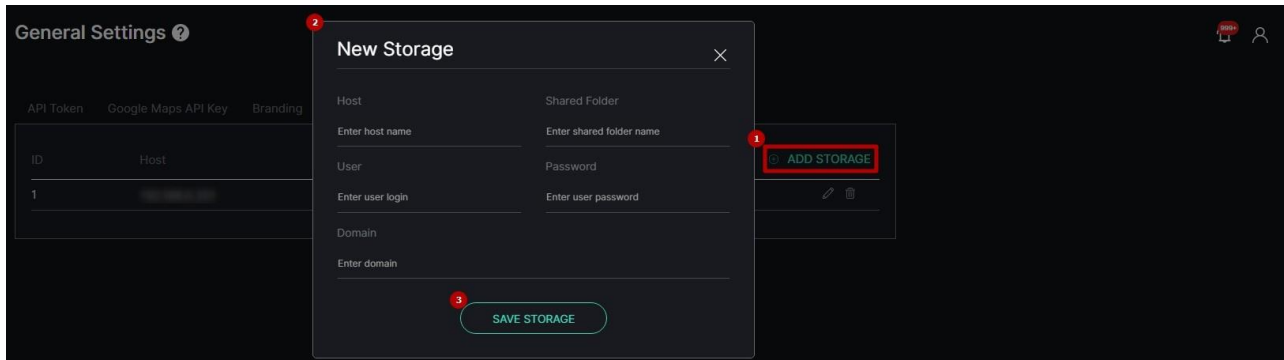 General Settings ?
999+
2
New Storage
API Token Google Maps API Key Branding
Host Shared Folder
Enter host name Enter shared folder name
1
ID Host
ADD STORAGE
User Password
1
Enter user login Enter user password
Domain
Enter domain
3
SAVE STORAGE